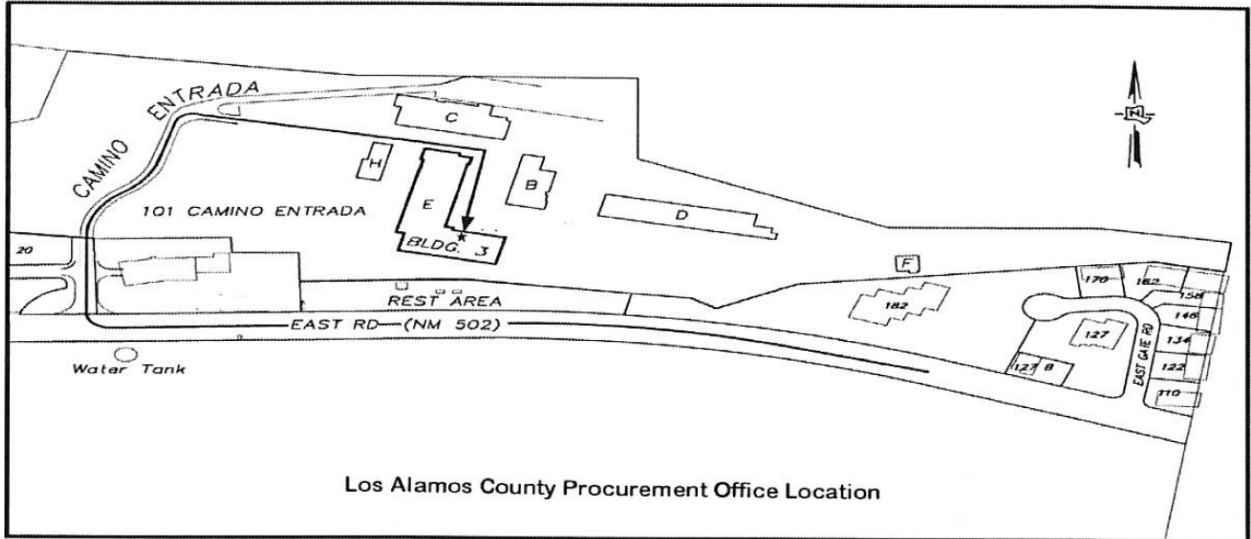 ENTRADA
CAMINO
C
H
B
E
D
101 CAMINO ENTRADA
20
BLDG. 3
F
REST AREA
182
170
162
158
146
EAST RD—(NM 502)
127
134
EAST GATE RD
127 B
122
110
Water Tank
Los Alamos County Procurement Office Location